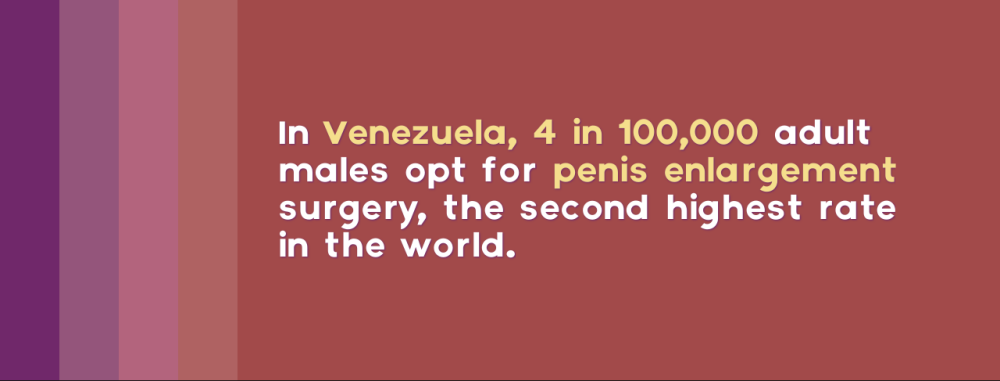 In Venezuela, 4 in 100,000 adult
males opt for penis enlargement
surgery, the second highest rate
in the world.